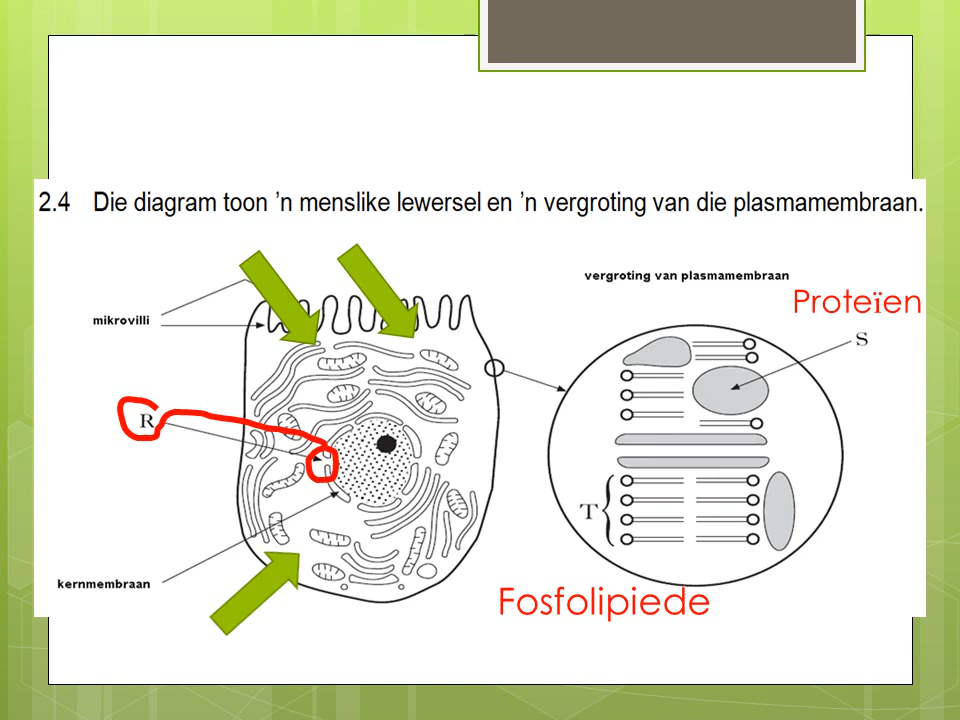 2.4 Die diagram toon 'n menslike lewersel en 'n vergroting van die plasmamembraan.
vergroting van plasmamembraan
Proteïen
mikrovilli
S
R
T
kernmembraan
Fosfolipiede